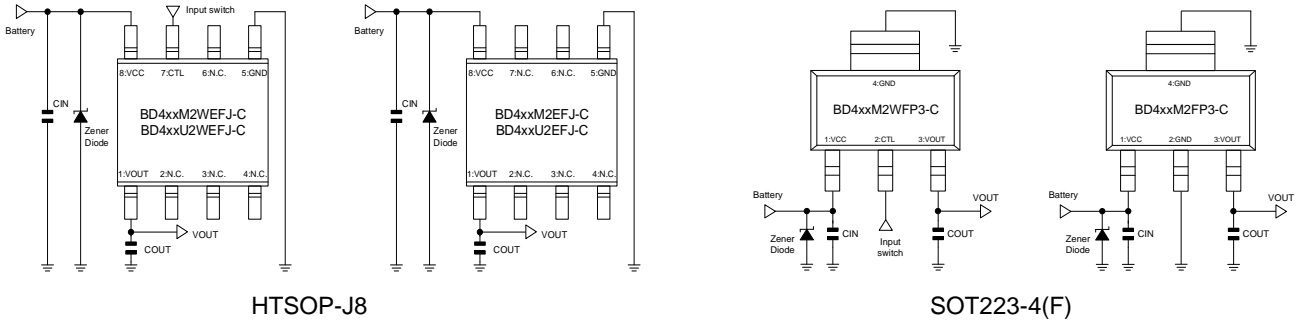 Battery
Input switch
CIN
Zener
Diode
8:VCC 7:CTL 6:N.C. 5:GND
BD4xxM2WEFJ-C
BD4xxU2WEFJ-C
1:VOUT 2:N.C. 3:N.C. 4:N.C.
VOUT
COUT
Battery
CIN
Zener
Diode
8:VCC 7:N.C. 6:N.C. 5:GND
BD4xxM2EFJ-C
BD4xxU2EFJ-C
1:VOUT 2:N.C. 3:N.C. 4:N.C.
VOUT
COUT
HTSOP-J8
4:GND
BD4xxM2WFP3-C
1:VCC 2:CTL 3:VOUT
Battery
VOUT
Zener
Diode
CIN
Input
switch
COUT
4:GND
BD4xxM2FP3-C
1:VCC 2:GND 3:VOUT
Battery
VOUT
Zener
Diode
CIN
COUT
SOT223-4(F)